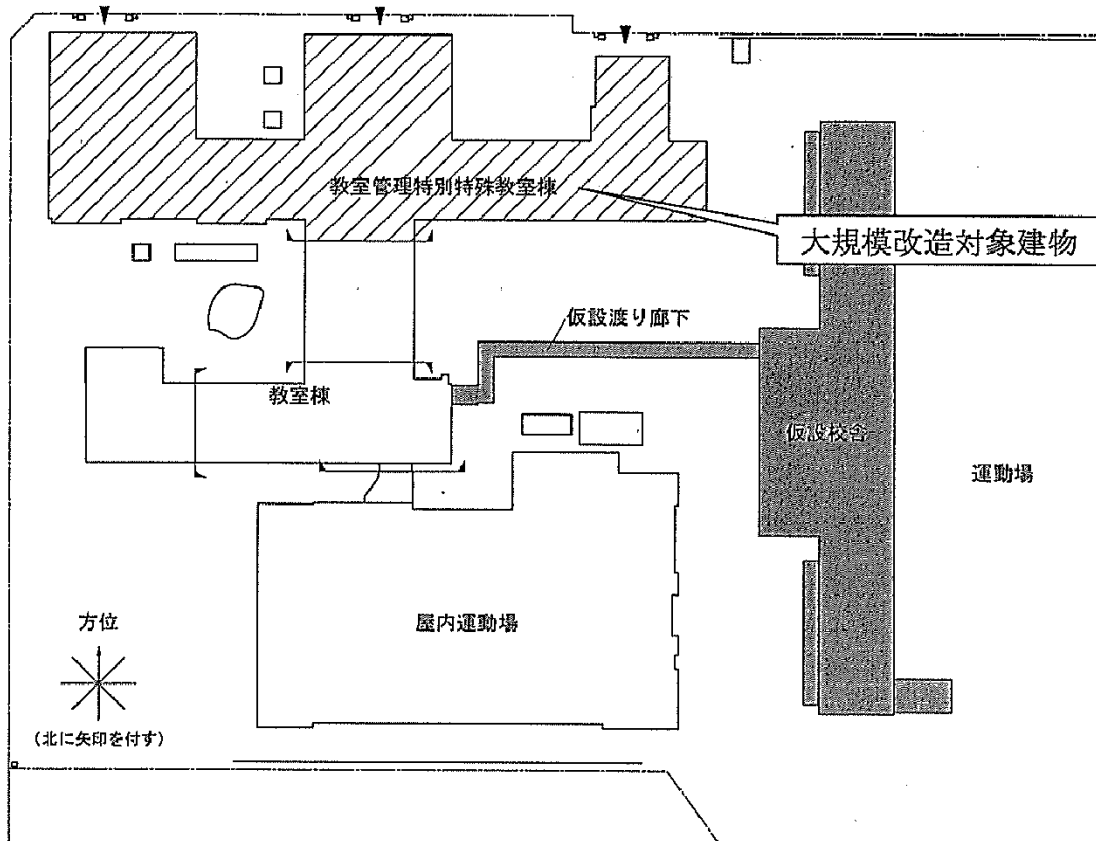 教室管理特別特殊教室棟
大規模改造対象建物
仮設渡り廊下
教室棟
仮設校舎
運動場
屋内運動場
方位
(北に矢印を付す)